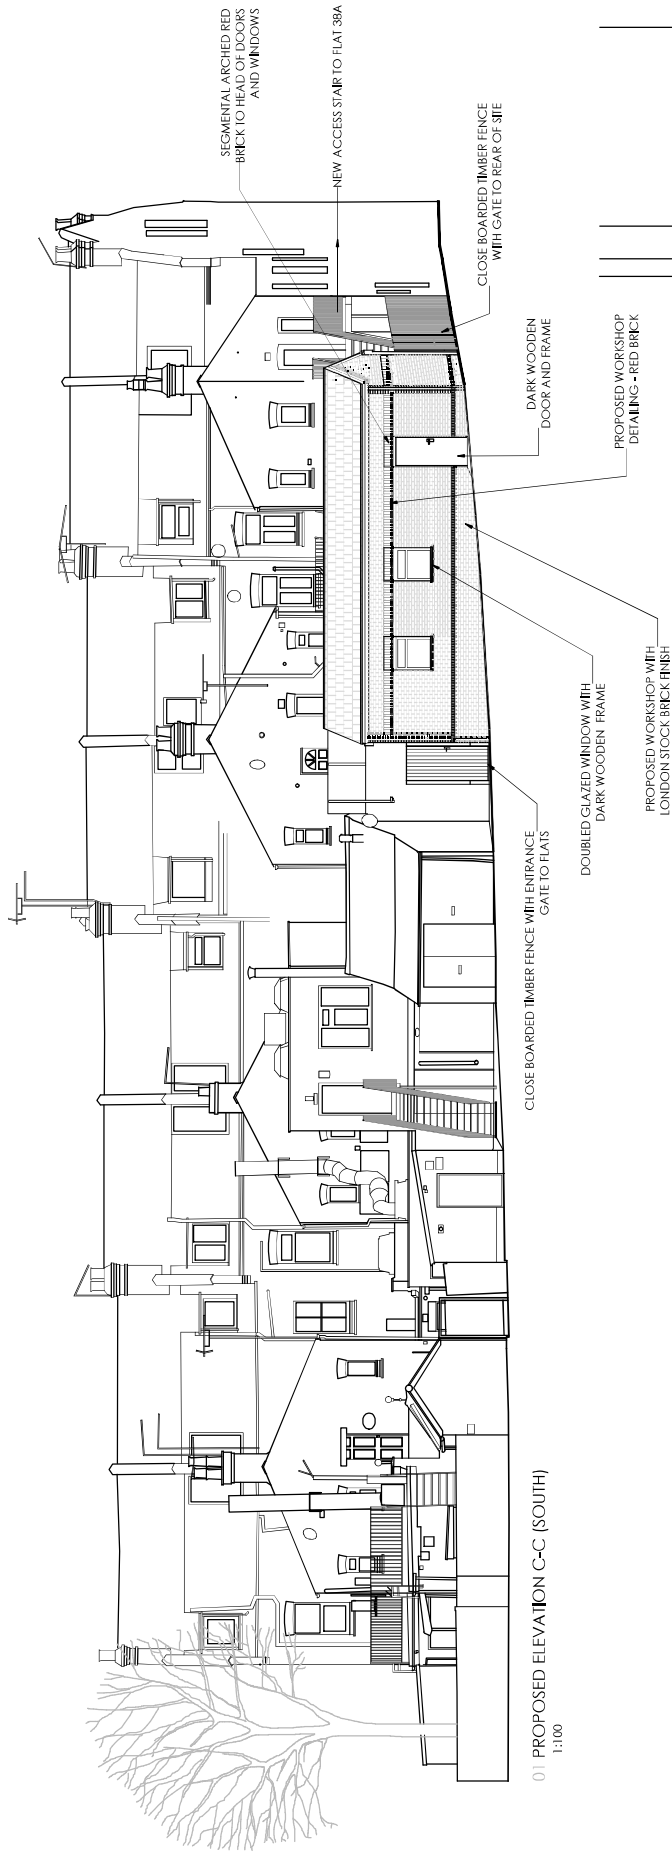 SEGMENTAL ARCHED RED
BRICK TO HEAD OF DOORS
AND WINDOWS
NEW ACCESS STAIR TO FLAT 38A
CLOSE BOARDED TIMBER FENCE
WITH GATE TO REAR OF SITE
DARK WOODEN
DOOR AND FRAME
PROPOSED WORKSHOP
DETAILING - RED BRICK
CLOSE BOARDED TIMBER FENCE WITH ENTRANCE
GATE TO FLATS
DOUBLED GLAZED WINDOW WITH
DARK WOODEN FRAME
PROPOSED WORKSHOP WITH
LONDON STOCK BRICK FINISH
01 PROPOSED ELEVATION C-C (SOUTH)
1:100